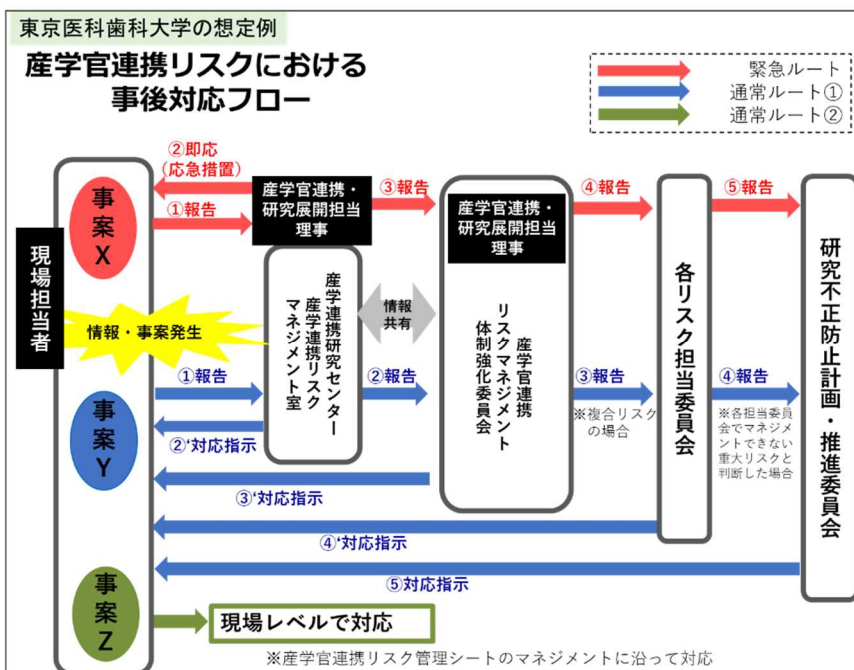 東京医科歯科大学の想定例
産学官連携リスクにおける
事後対応フロー
緊急ルート
通常ルート①
通常ルート②
②即応
(応急措置)
①報告
産学官連携・
研究展開担当
理事
③報告
産学官連携・
研究展開担当
理事
④報告
⑤報告
事案X
現場担当者
情報・事案発生
産学連携研究センター
産学連携リスク
マネジメント室
情報
共有
産学官連携
リスクマネジメント
体制強化委員会
各リスク担当委員会
研究不正防止計画・推進委員会
①報告
②報告
③報告
※複合リスク
の場合
④報告
※各担当委員
会でマネジメ
ントできない
重大リスクと
判断した場合
事案Y
②‘対応指示
③‘対応指示
④‘対応指示
⑤対応指示
事案Z
現場レベルで対応
※産学官連携リスク管理シートのマネジメントに沿って対応